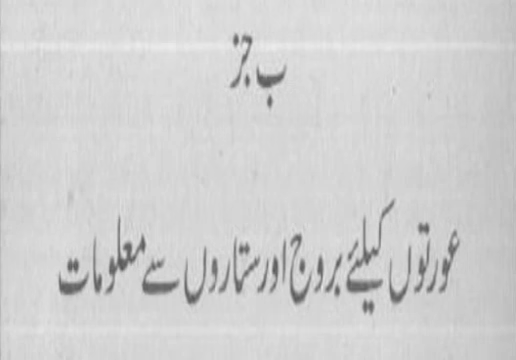 ب جز
عورتوں کیلئے بروج اور ستاروں سے معلومات